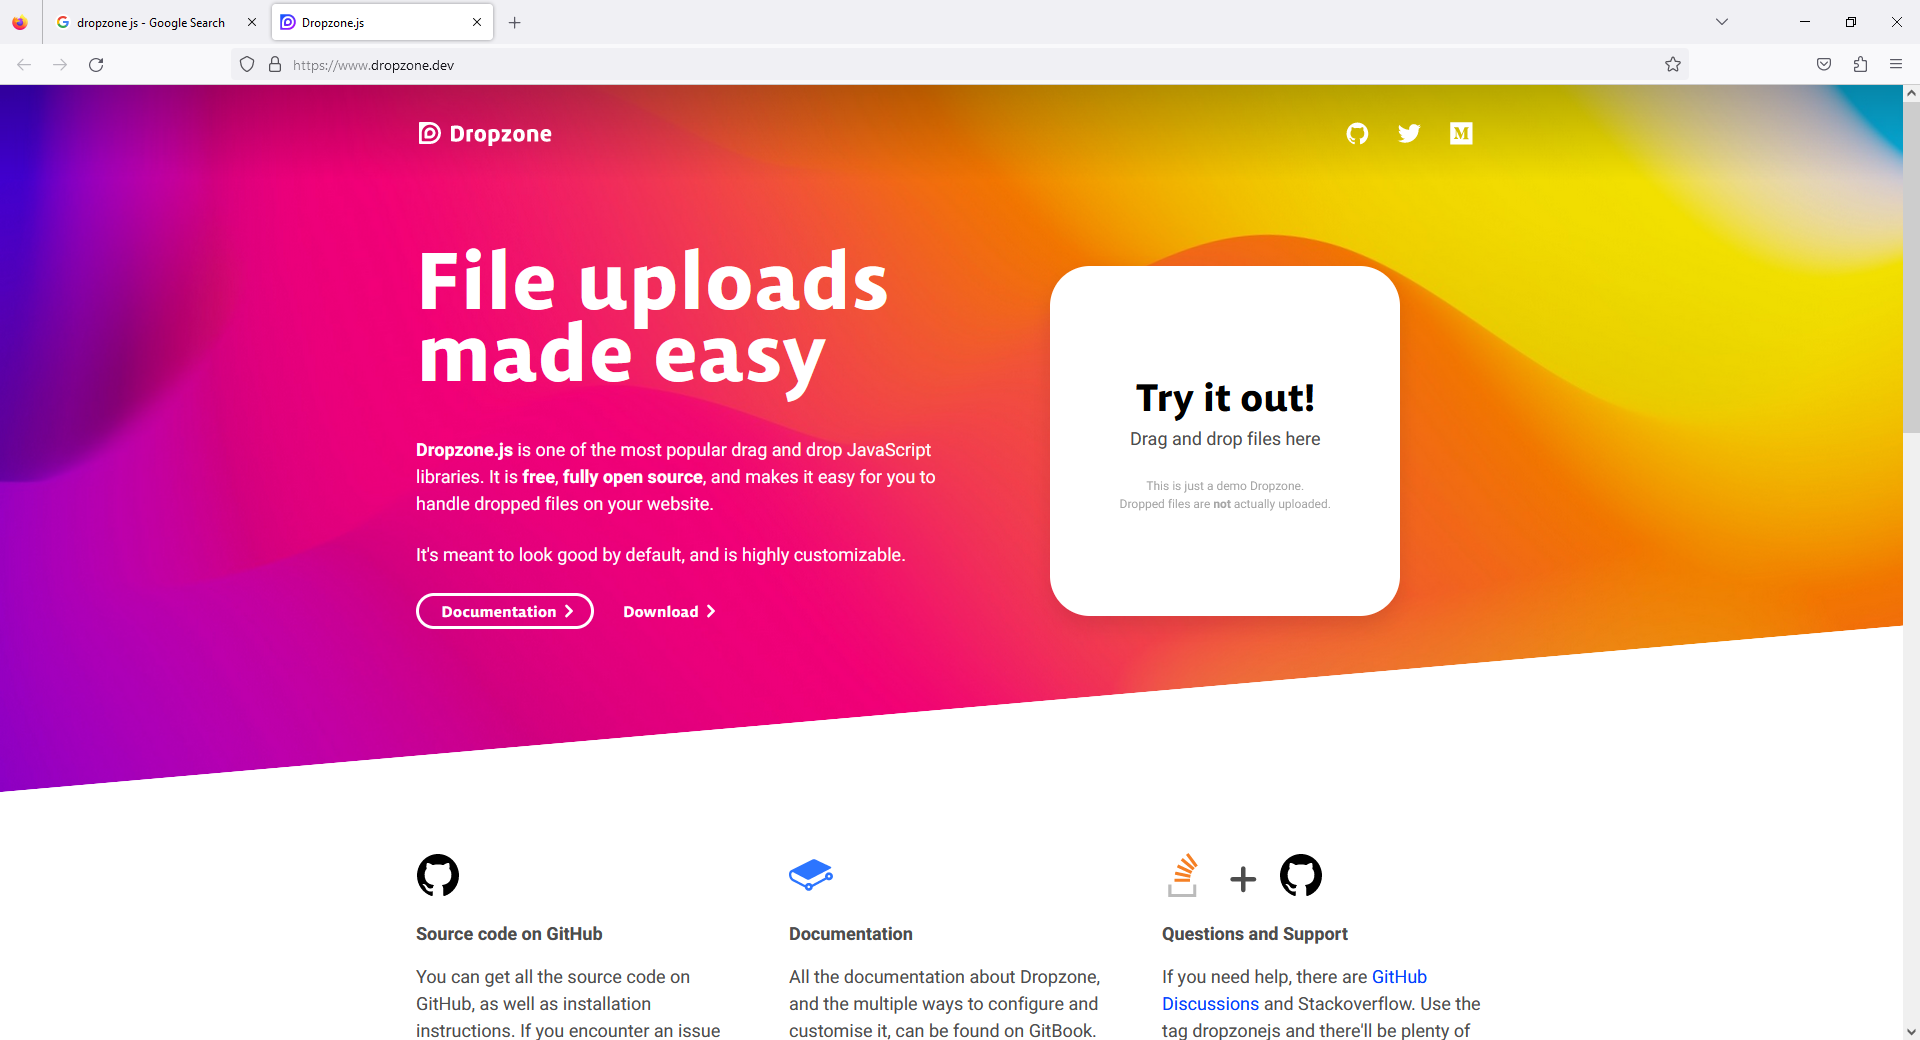 dropzone js - Google Search
Dropzone.js
https://www.dropzone.dev
Dropzone
File uploads
made easy
Dropzone.js is one of the most popular drag and drop JavaScript
libraries. It is free, fully open source, and makes it easy for you to
handle dropped files on your website.
It's meant to look good by default, and is highly customizable.
Documentation
Download
Try it out!
Drag and drop files here
This is just a demo Dropzone.
Dropped files are not actually uploaded.
Source code on GitHub
You can get all the source code on
GitHub, as well as installation
instructions. If you encounter an issue
Documentation
All the documentation about Dropzone,
and the multiple ways to configure and
customise it, can be found on GitBook.
Questions and Support
If you need help, there are GitHub
Discussions and Stackoverflow. Use the
tag dropzonejs and there'll be plenty of